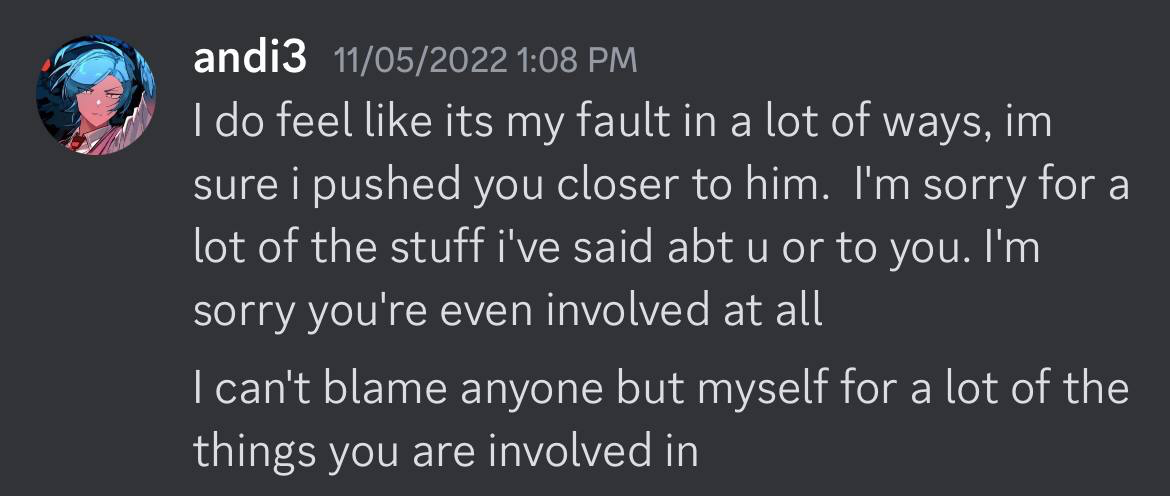 andi3 11/05/2022 1:08 PM
I do feel like its my fault in a lot of ways, im
sure i pushed you closer to him.  I'm sorry for a
lot of the stuff i've said abt u or to you. I'm
sorry you're even involved at all
I can't blame anyone but myself for a lot of the
things you are involved in